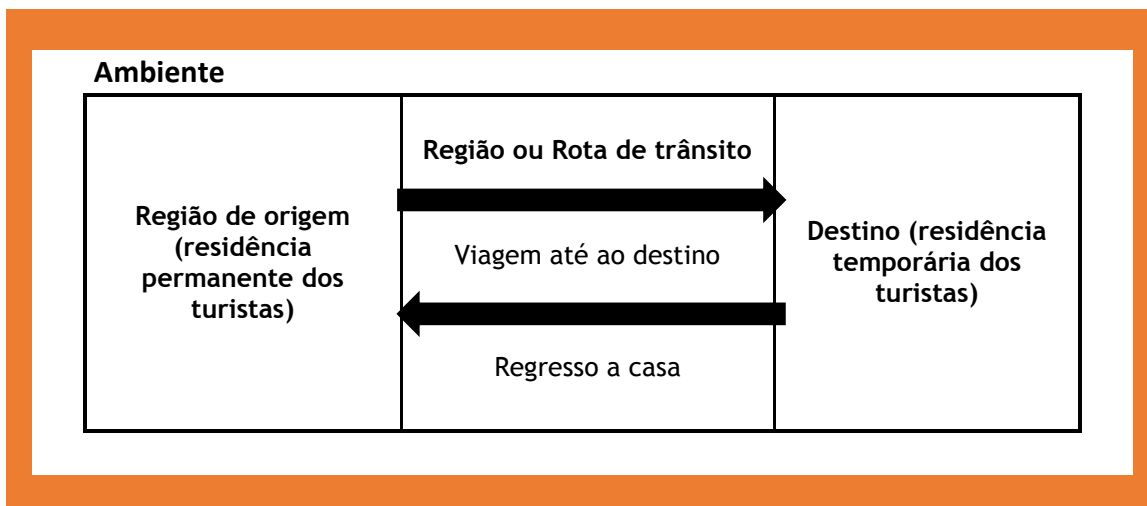 Ambiente
Região de origem
(residência
permanente dos
turistas)
Região ou Rota de trânsito
Viagem até ao destino
Regresso a casa
Destino (residência
temporária dos
turistas)